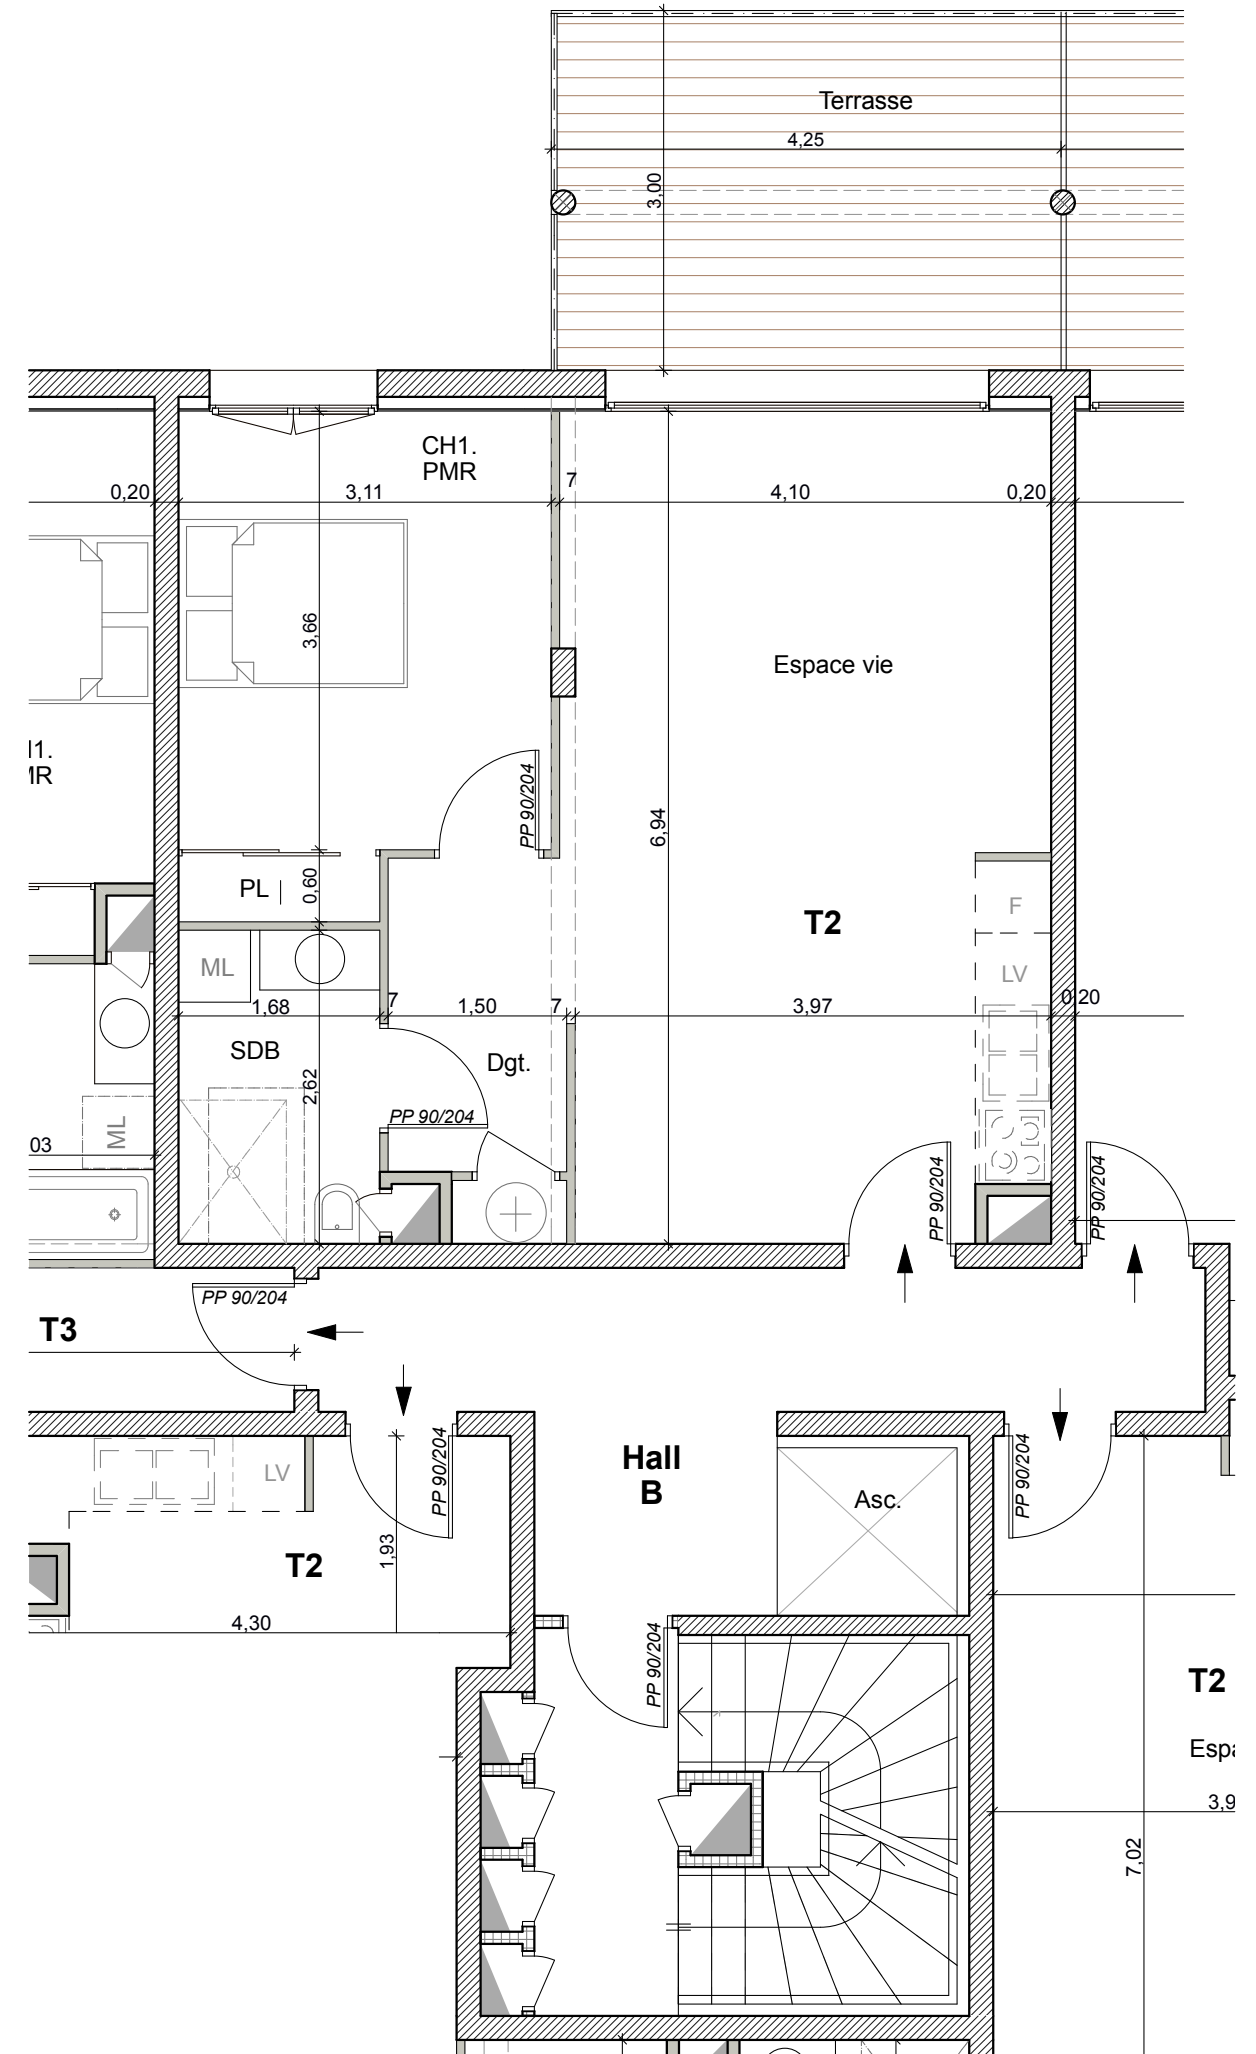 Terrasse
4,25
3,00
CH1.
PMR
7
0,20
3,11
4,10
0,20
3,66
Espace vie
PP 90/204
6,94
PL
0,60
T2
F
ML
LV
1,68
7
1,50
7
3,97
0,20
SDB
Dgt.
2,62
PP 90/204
ML
03
PP 90/204
PP 90/204
PP 90/204
T3
Hall
B
PP 90/204
PP 90/204
LV
Asc.
1,93
T2
4,30
PP 90/204
T2
Espa
3,9
7,02